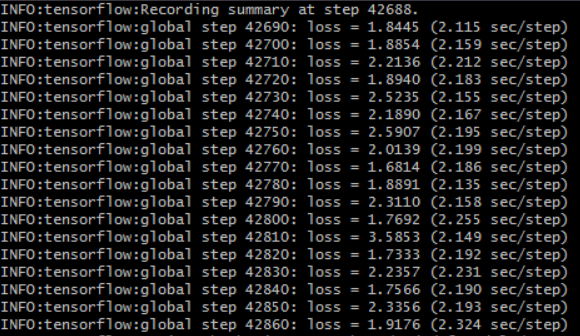 INFO:tensorflow:Recording summary at step 42688.
INFO:tensorflow:global step 42690: loss = 1.8445 (2.115 sec/step)
INFO:tensorflow:global step 42700: loss = 1.8854 (2.159 sec/step)
INFO:tensorflow:global step 42710: loss = 2.2136 (2.212 sec/step)
INFO:tensorflow:global step 42720: loss = 1.8940 (2.183 sec/step)
INFO:tensorflow:global step 42730: loss = 2.5235 (2.155 sec/step)
INFO:tensorflow:global step 42740: loss = 2.1890 (2.167 sec/step)
INFO:tensorflow:global step 42750: loss = 2.5907 (2.195 sec/step)
INFO:tensorflow:global step 42760: loss = 2.0139 (2.199 sec/step)
INFO:tensorflow:global step 42770: loss = 1.6814 (2.186 sec/step)
INFO:tensorflow:global step 42780: loss = 1.8891 (2.135 sec/step)
INFO:tensorflow:global step 42790: loss = 2.3110 (2.158 sec/step)
INFO:tensorflow:global step 42800: loss = 1.7692 (2.255 sec/step)
INFO:tensorflow:global step 42810: loss = 3.5853 (2.149 sec/step)
INFO:tensorflow:global step 42820: loss = 1.7333 (2.192 sec/step)
INFO:tensorflow:global step 42830: loss = 2.2357 (2.231 sec/step)
INFO:tensorflow:global step 42840: loss = 1.7566 (2.190 sec/step)
INFO:tensorflow:global step 42850: loss = 2.3356 (2.193 sec/step)
INFO:tensorflow:global step 42860: loss = 1.9176 (2.324 sec/step)